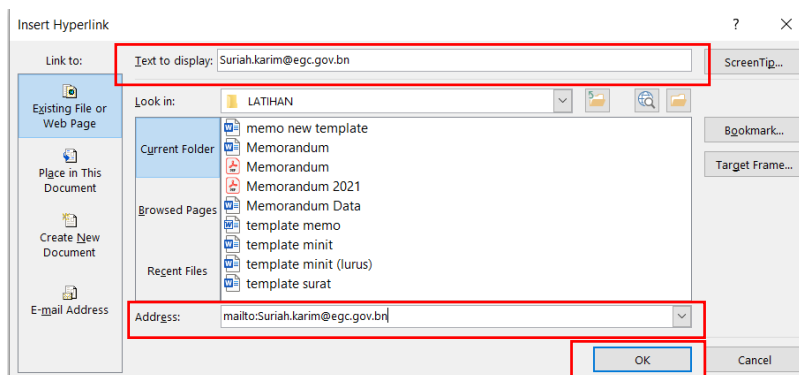 Insert Hyperlink
? ×
Link to:
Text to display: Suriah.karim@egc.gov.bn
ScreenTip...
Existing File or
Web Page
Look in: LATIHAN
Current Folder
memo new template
Memorandum
Memorandum
Memorandum 2021
Memorandum Data
template memo
template minit
template minit (lurus)
template surat
Bookmark...
Target Frame...
Place in This
Document
Browsed Pages
Create New
Document
Recent Files
E-mail Address
Address: mailto:Suriah.karim@egc.gov.bn
OK
Cancel